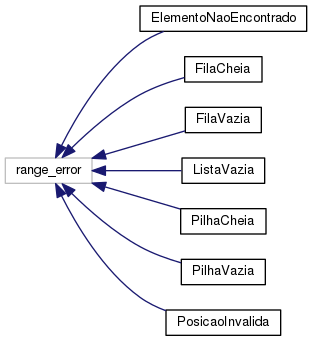 ElementoNaoEncontrado
FilaCheia
FilaVazia
range_error
ListaVazia
PilhaCheia
PilhaVazia
PosicaoInvalida